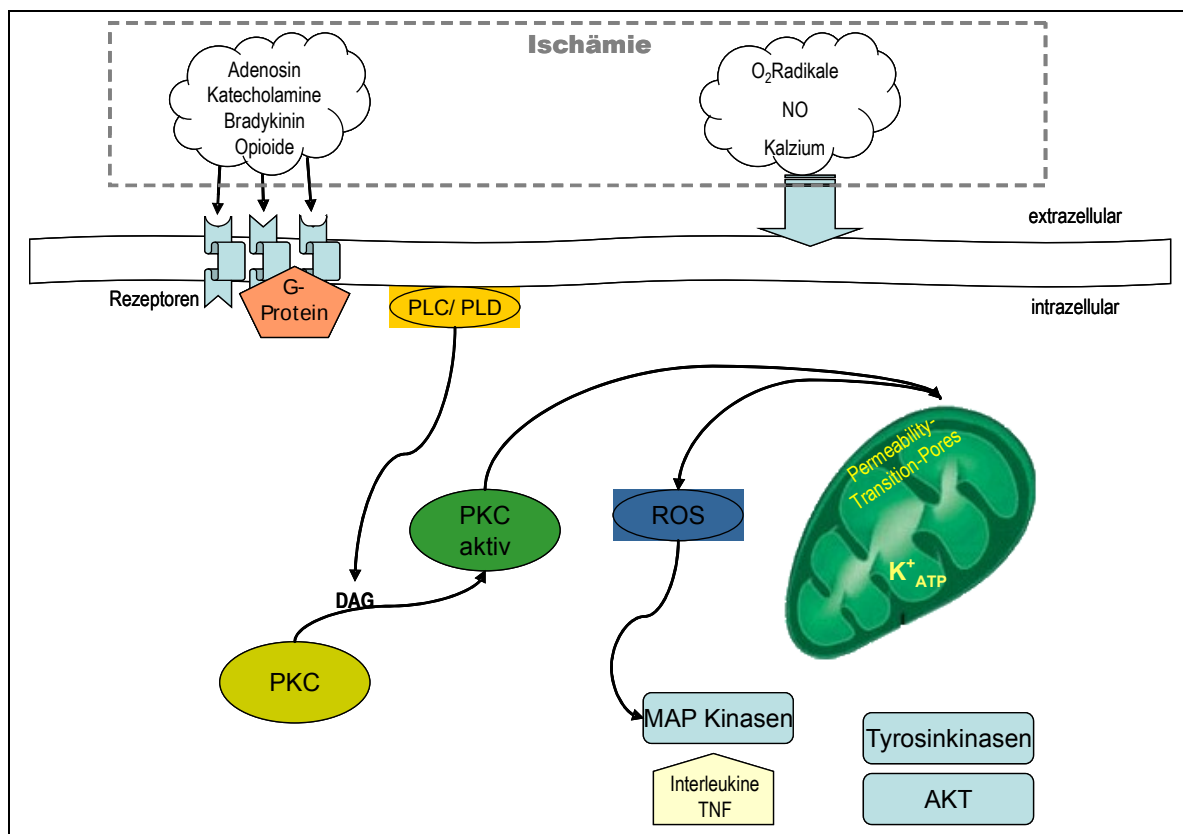 Ischämie
Adenosin
Katecholamine
Bradykinin
Opioide
O₂Radikale
NO
Kalzium
extrazellular
Rezeptoren
G-
Protein
PLC/ PLD
intrazellular
Permeability-
Transition-Pores
K⁺ATP
PKC
aktiv
ROS
DAG
PKC
MAP Kinasen
Interleukine
TNF
Tyrosinkinasen
AKT